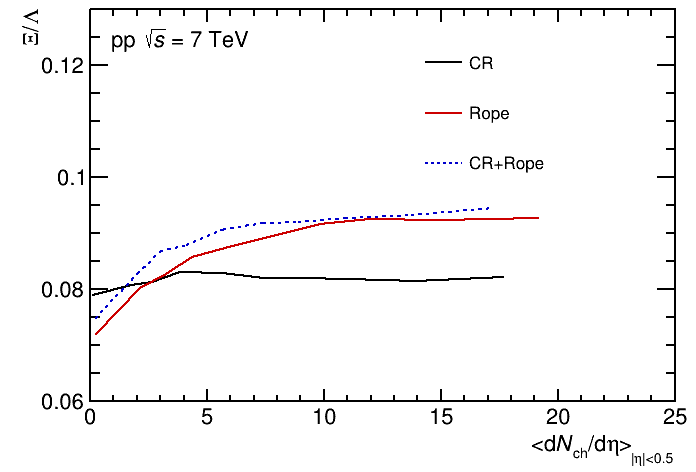 Ξ/Λ
pp √s = 7 TeV
CR
Rope
CR+Rope
0.12
0.1
0.08
0.06
0 5 10 15 20 25
<dN_ch/dη>_|η|<0.5